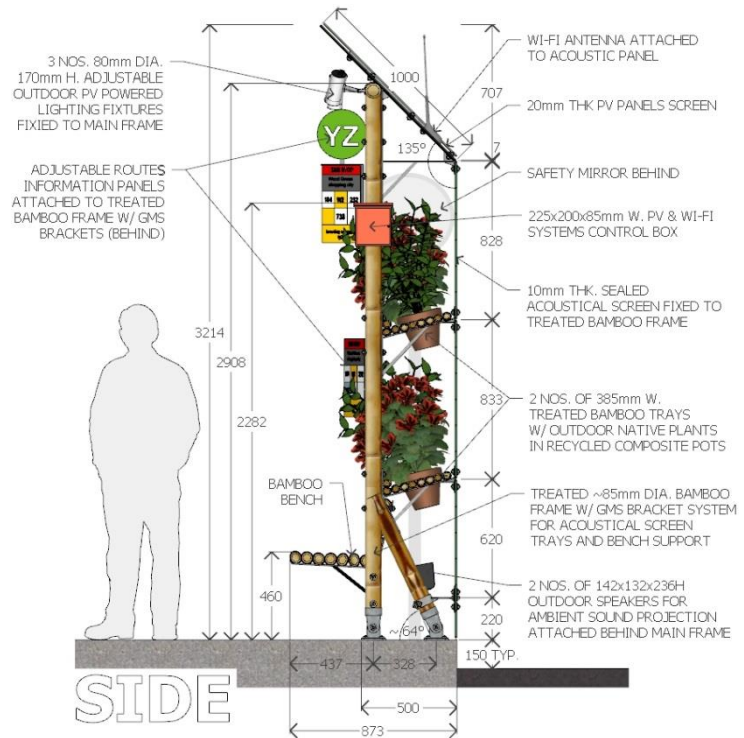 3 NOS. 80mm DIA.
170mm H. ADJUSTABLE
OUTDOOR PV POWERED
LIGHTING FIXTURES
FIXIED TO MAIN FRAME
ADJUSTABLE ROUTES
INFORMATION PANELS
ATTACHED TO TREATED
BAMBOO FRAME W/ GMS
BRACKETS (BEHIND)
3214
2908
2282
BAMBOO
BENCH
460
YZ
1000
135°
~64°
WI-FI ANTENNA ATTACHED
TO ACOUSTIC PANEL
707
20mm THK PV PANELS SCREEN
7
SAFETY MIRROR BEHIND
225x200x85mm W. PV & WI-FI
SYSTEMS CONTROL BOX
828
10mm THK. SEALED
ACOUSTICAL SCREEN FIXED TO
TREATED BAMBOO FRAME
833
2 NOS. OF 385mm W.
TREATED BAMBOO TRAYS
W/ OUTDOOR NATIVE PLANTS
IN RECYCLED COMPOSITE POTS
TREATED ~85mm DIA. BAMBOO
FRAME W/ GMS BRACKET SYSTEM
FOR ACOUSTICAL SCREEN
TRAYS AND BENCH SUPPORT
620
2 NOS. OF 142x132x236H
OUTDOOR SPEAKERS FOR
AMBIENT SOUND PROJECTION
ATTACHED BEHIND MAIN FRAME
220
150 TYP.
437
328
500
873
SIDE